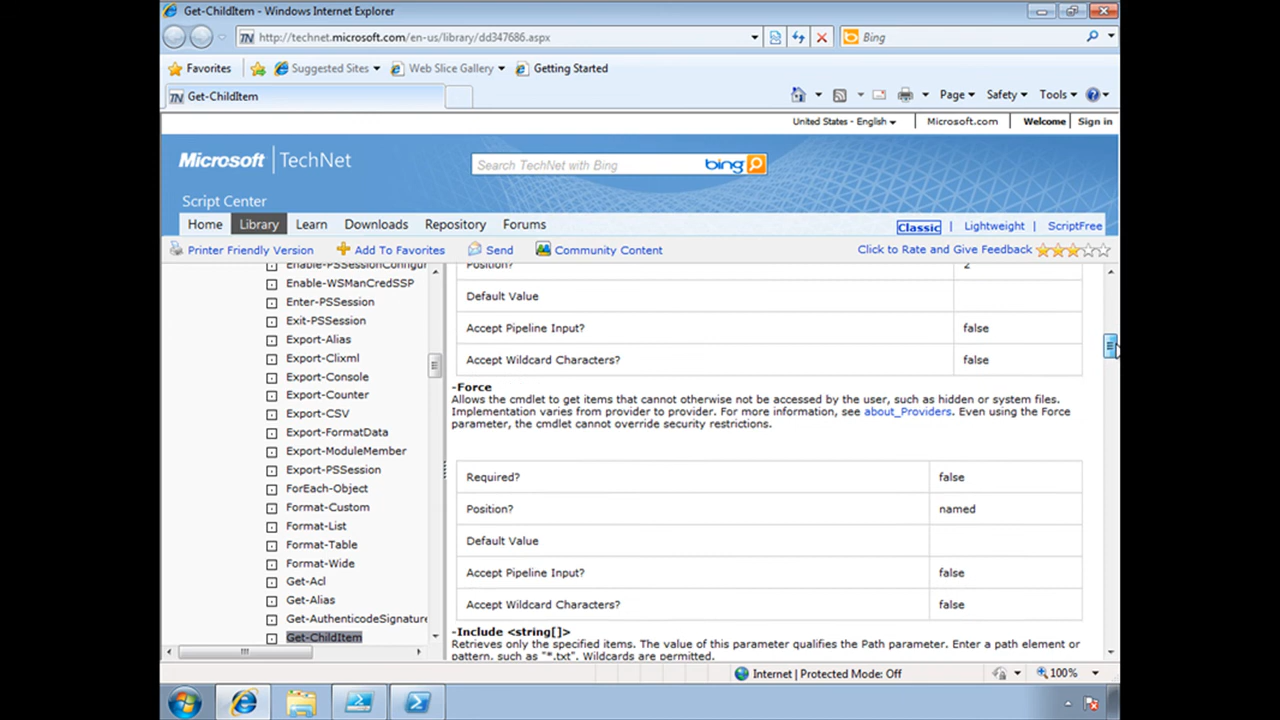 Get-ChildItem - Windows Internet Explorer
http://technet.microsoft.com/en-us/library/dd347686.aspx
Bing
Favorites
Suggested Sites
Web Slice Gallery
Getting Started
Get-ChildItem
Page
Safety
Tools
United States - English
Microsoft.com
Welcome
Sign in
Microsoft | TechNet
Search TechNet with Bing
bing
Script Center
Home
Library
Learn
Downloads
Repository
Forums
Classic | Lightweight | ScriptFree
Printer Friendly Version
Add To Favorites
Send
Community Content
Click to Rate and Give Feedback
Enable-PSSessionConfigur
Enable-WSManCredSSP
Enter-PSSession
Exit-PSSession
Export-Alias
Export-Clixml
Export-Console
Export-Counter
Export-CSV
Export-FormatData
Export-ModuleMember
Export-PSSession
ForEach-Object
Format-Custom
Format-List
Format-Table
Format-Wide
Get-Acl
Get-Alias
Get-AuthenticodeSignature
Get-ChildItem
Position? 2
Default Value
Accept Pipeline Input? false
Accept Wildcard Characters? false
-Force
Allows the cmdlet to get items that cannot otherwise not be accessed by the user, such as hidden or system files.
Implementation varies from provider to provider. For more information, see about_Providers. Even using the Force
parameter, the cmdlet cannot override security restrictions.
Required? false
Position? named
Default Value
Accept Pipeline Input? false
Accept Wildcard Characters? false
-Include <string[]>
Retrieves only the specified items. The value of this parameter qualifies the Path parameter. Enter a path element or
pattern, such as "*.txt". Wildcards are permitted.
Internet | Protected Mode: Off
100%